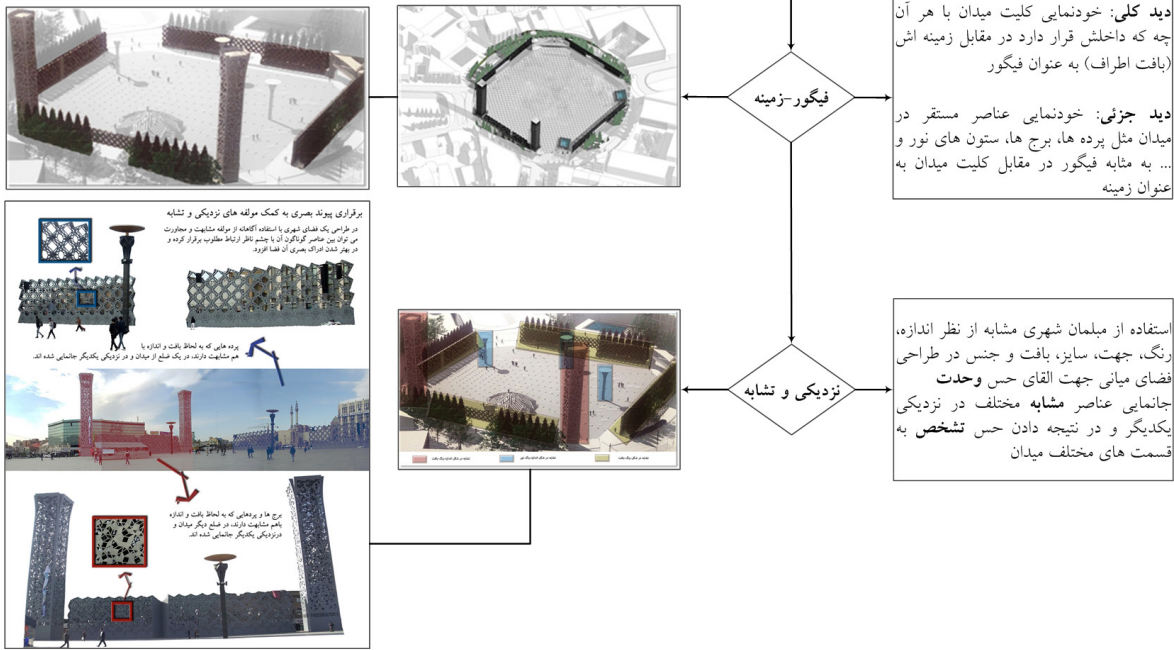 دید کلی: خودنمایی کلیت میدان با هر آن
چه که داخلش قرار دارد در مقابل زمینه اش
(بافت اطراف) به عنوان فیگور
دید جزئی: خودنمایی عناصر مستقر در
میدان مثل پرده ها، برج ها، ستون های نور و
... به مثابه فیگور در مقابل کلیت میدان به
عنوان زمینه
فیگور-زمینه
استفاده از مبلمان شهری مشابه از نظر اندازه،
رنگ، جهت، سایز، بافت و جنس در طراحی
فضای میانی جهت القای حس وحدت
جانمایی عناصر مشابه مختلف در نزدیکی
یکدیگر و در نتیجه دادن حس تشخص به
قسمت های مختلف میدان
نزدیکی و تشابه
برقراری پیوند بصری به کمک مولفه های نزدیکی و تشابه
در طراحی یک فضای شهری با استفاده آگاهانه از مولفه مشابهت و مجاورت
می توان بین عناصر گوناگون آن با چشم ناظر ارتباط مطلوب برقرار کرده و
در بهتر شدن ادراک بصری آن فضا افزود.
پرده هایی که به لحاظ بافت و اندازه با
هم مشابهت دارند، در یک ضلع از میدان و در نزدیکی یکدیگر جانمایی شده اند.
برج ها و پردهایی که به لحاظ بافت و اندازه
باهم مشابهت دارند، در ضلع دیگر میدان و
درنزدیکی یکدیگر جانمایی شده اند.